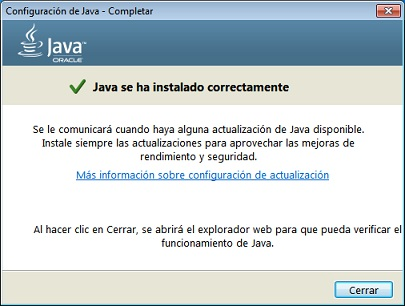 Configuración de Java - Completar
Java
ORACLE
Java se ha instalado correctamente
Se le comunicará cuando haya alguna actualización de Java disponible.
Instale siempre las actualizaciones para aprovechar las mejoras de
rendimiento y seguridad.
Más información sobre configuración de actualización
Al hacer clic en Cerrar, se abrirá el explorador web para que pueda verificar el
funcionamiento de Java.
Cerrar